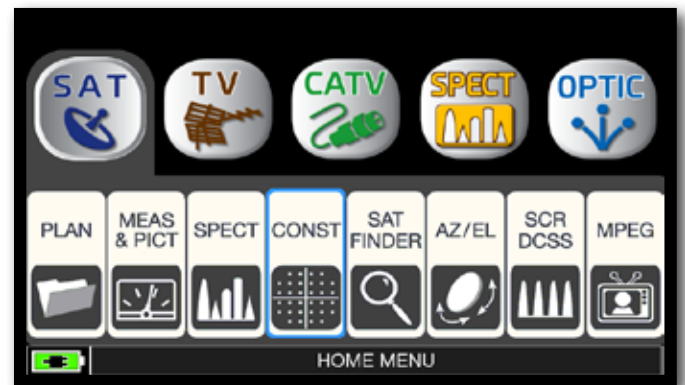 SAT
TV
CATV
SPECT
OPTIC
PLAN
MEAS
& PICT
SPECT
CONST
SAT
FINDER
AZ/EL
SCR
DCSS
MPEG
HOME MENU